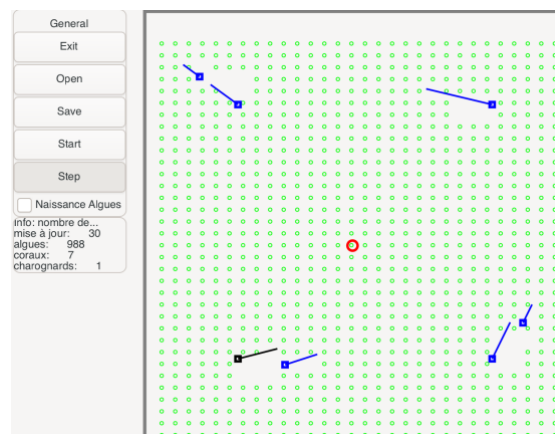 General
Exit
Open
Save
Start
Step
Naissance Algues
Info: nombre de...
mise à jour: 30
algues: 988
coraux: 7
charognards: 1